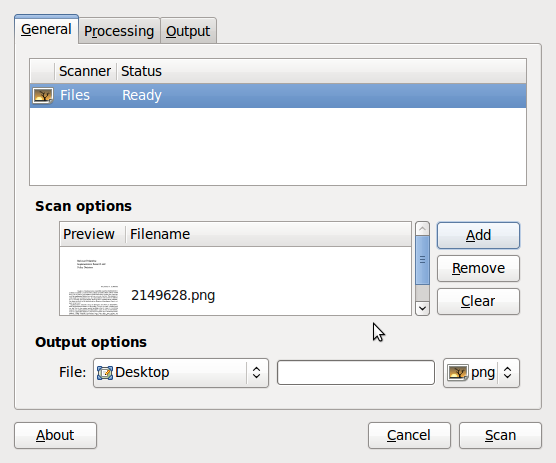 General Processing Output
Scanner Status
Files Ready
Scan options
Preview Filename
Add
2149628.png
Remove
Clear
Output options
File: Desktop png
About Cancel Scan